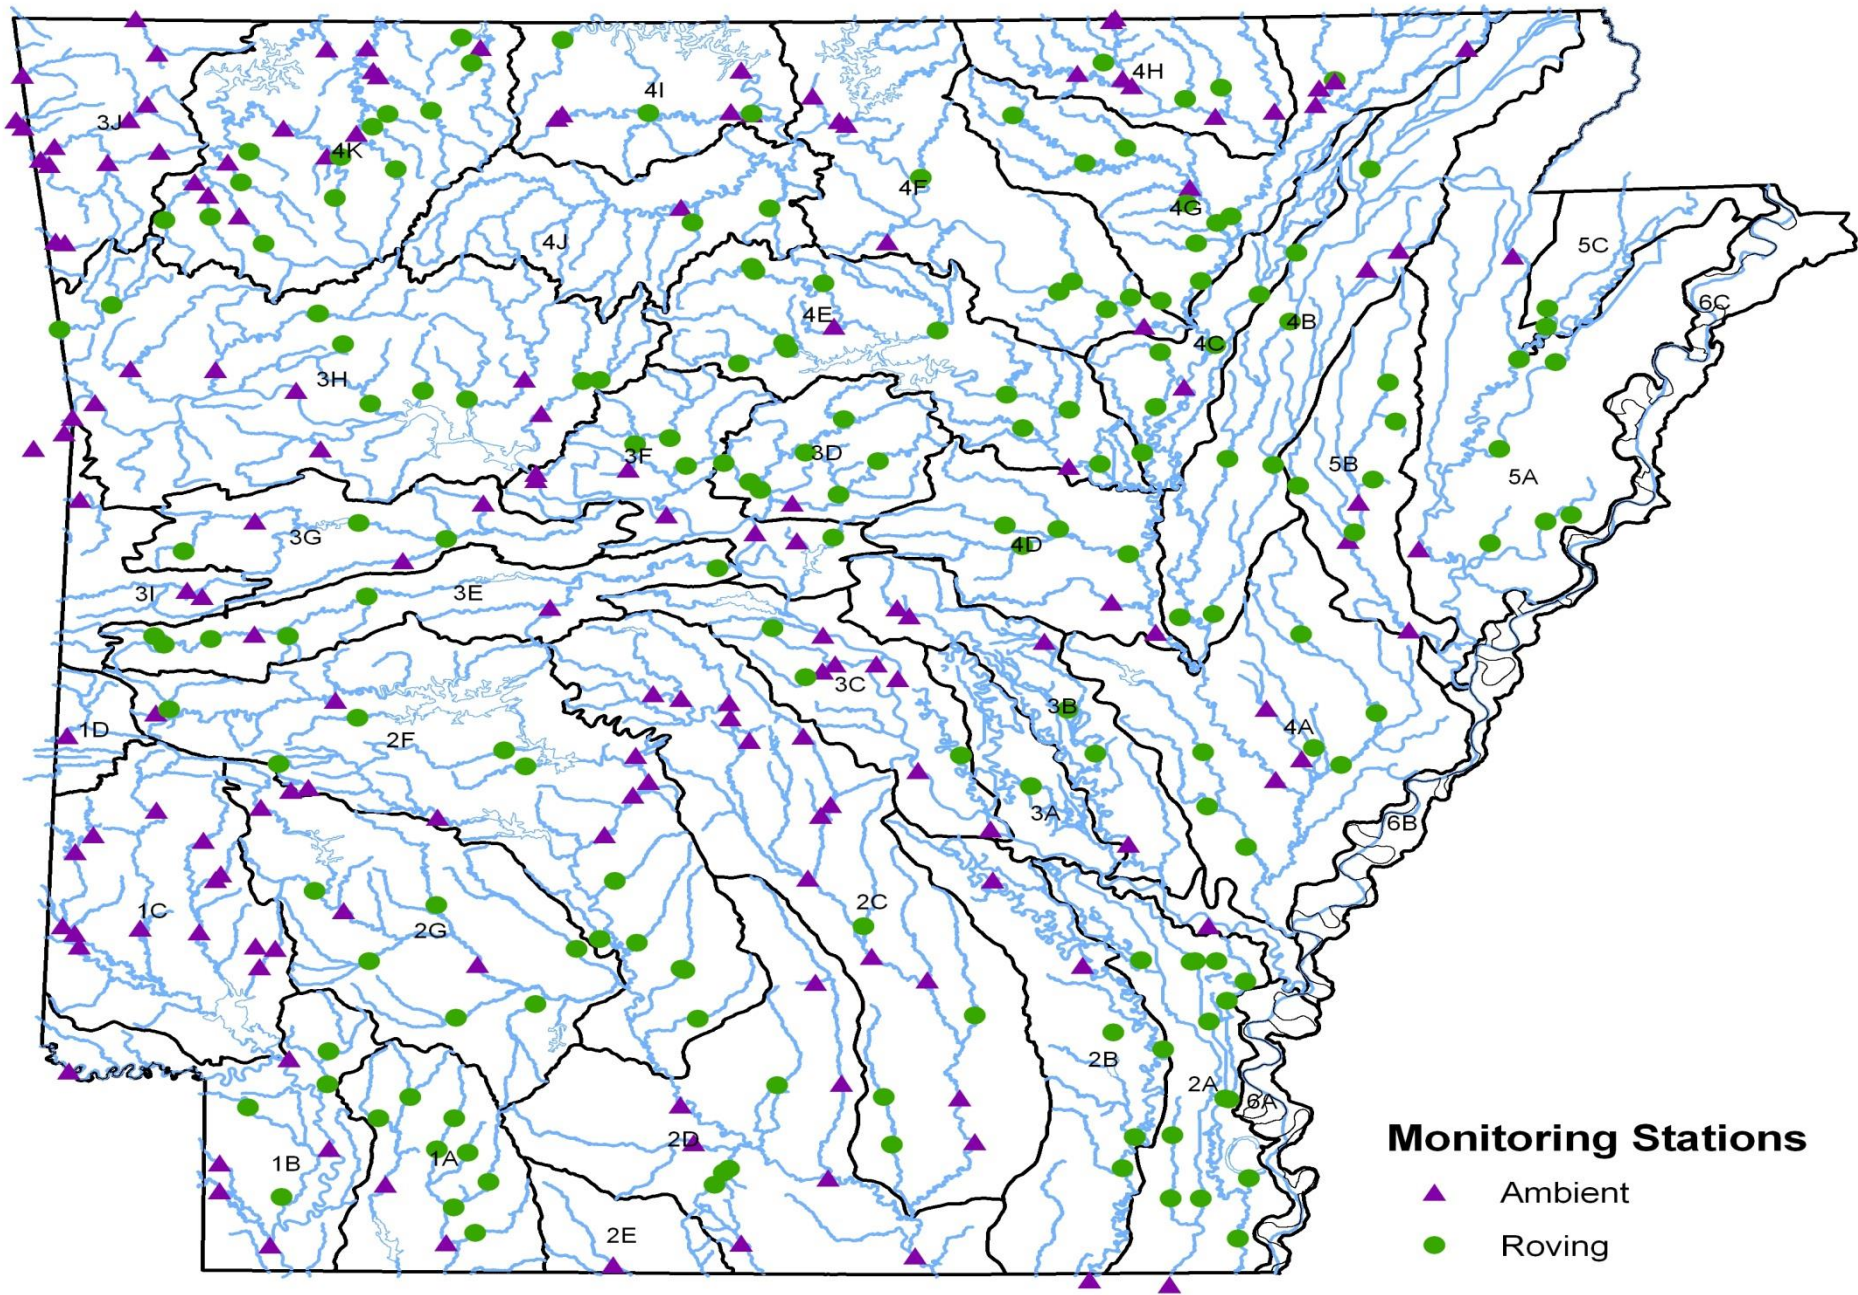 4H
4I
3J
4K
4F
4G
4J
5C
6C
4E
4B
4C
3H
3F
3D
5B
5A
3G
4D
3I
3E
3C
3B
1D
2F
4A
3A
6B
1C
2C
2G
2B
2A
6A
Monitoring Stations
2D
1A
1B
Ambient
2E
Roving